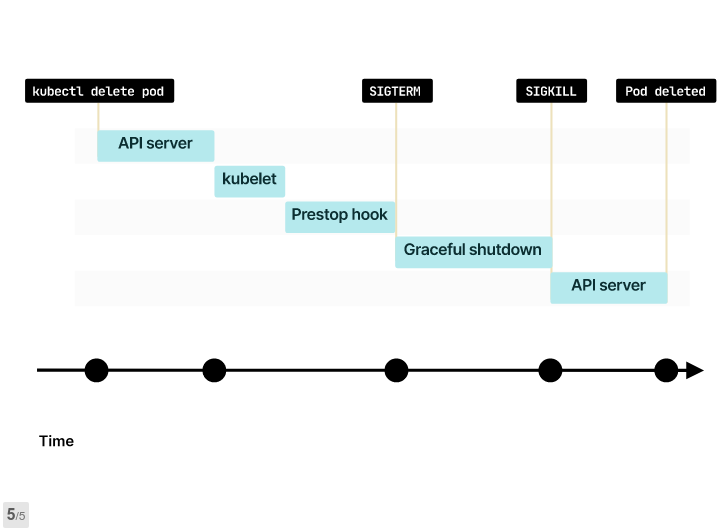 kubectl delete pod
SIGTERM
SIGKILL
Pod deleted
API server
kubelet
Prestop hook
Graceful shutdown
API server
Time
5/5